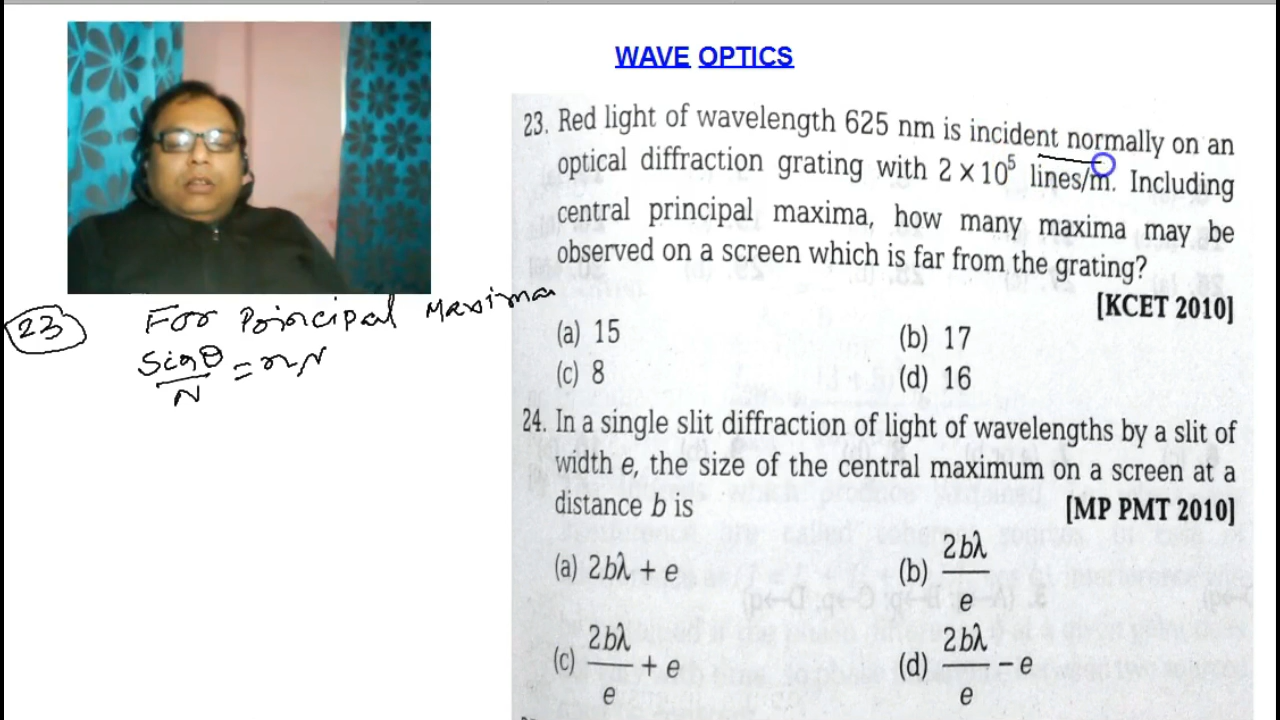 WAVE OPTICS
23. Red light of wavelength 625 nm is incident normally on an
optical diffraction grating with 2 × 10⁵ lines/m. Including
central principal maxima, how many maxima may be
observed on a screen which is far from the grating?
[KCET 2010]
(a) 15 (b) 17
(c) 8 (d) 16
24. In a single slit diffraction of light of wavelengths by a slit of
width e, the size of the central maximum on a screen at a
distance b is [MP PMT 2010]
(a) 2bλ + e (b) 2bλ/e
(c) 2bλ/e + e (d) 2bλ/e − e
23 For Principal Maxima
Sinθ/N = nλ